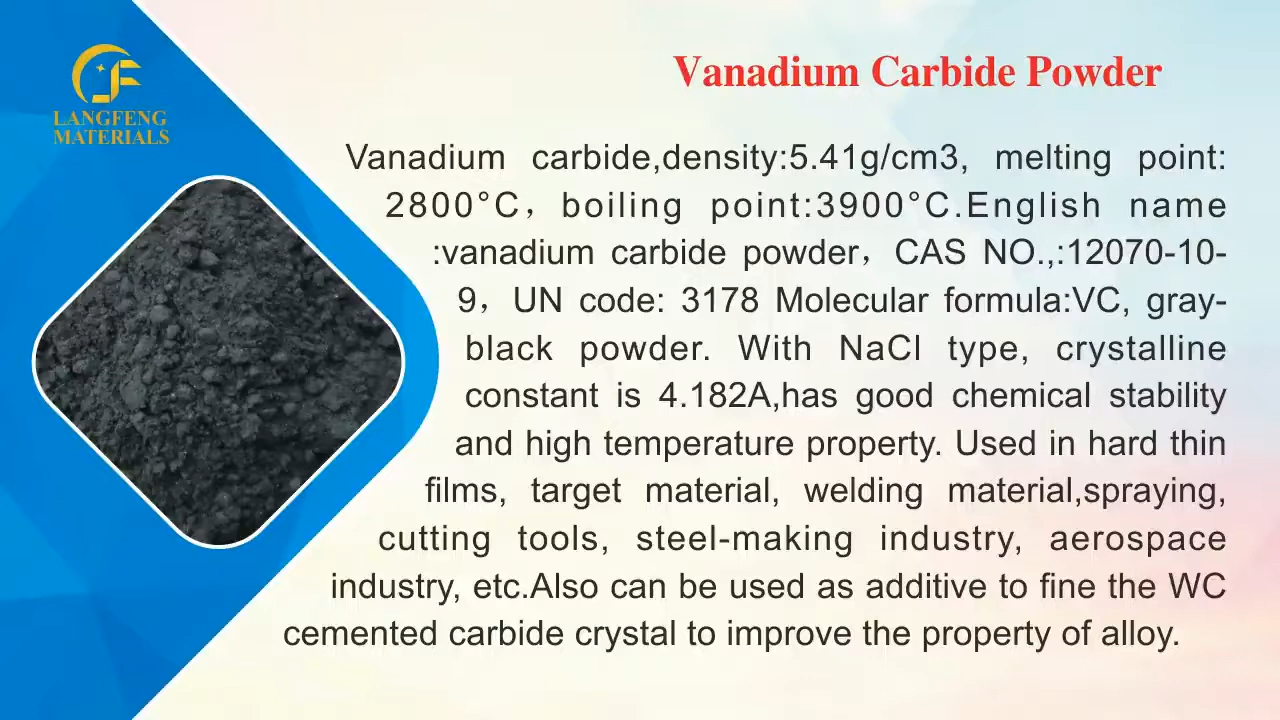 LANGFENG
MATERIALS
Vanadium Carbide Powder
Vanadium carbide,density:5.41g/cm3, melting point:
2800°C，boiling point:3900°C.English name
:vanadium carbide powder，CAS NO.,:12070-10-
9，UN code: 3178 Molecular formula:VC, gray-
black powder. With NaCl type, crystalline
constant is 4.182A,has good chemical stability
and high temperature property. Used in hard thin
films, target material, welding material,spraying,
cutting tools, steel-making industry, aerospace
industry, etc.Also can be used as additive to fine the WC
cemented carbide crystal to improve the property of alloy.